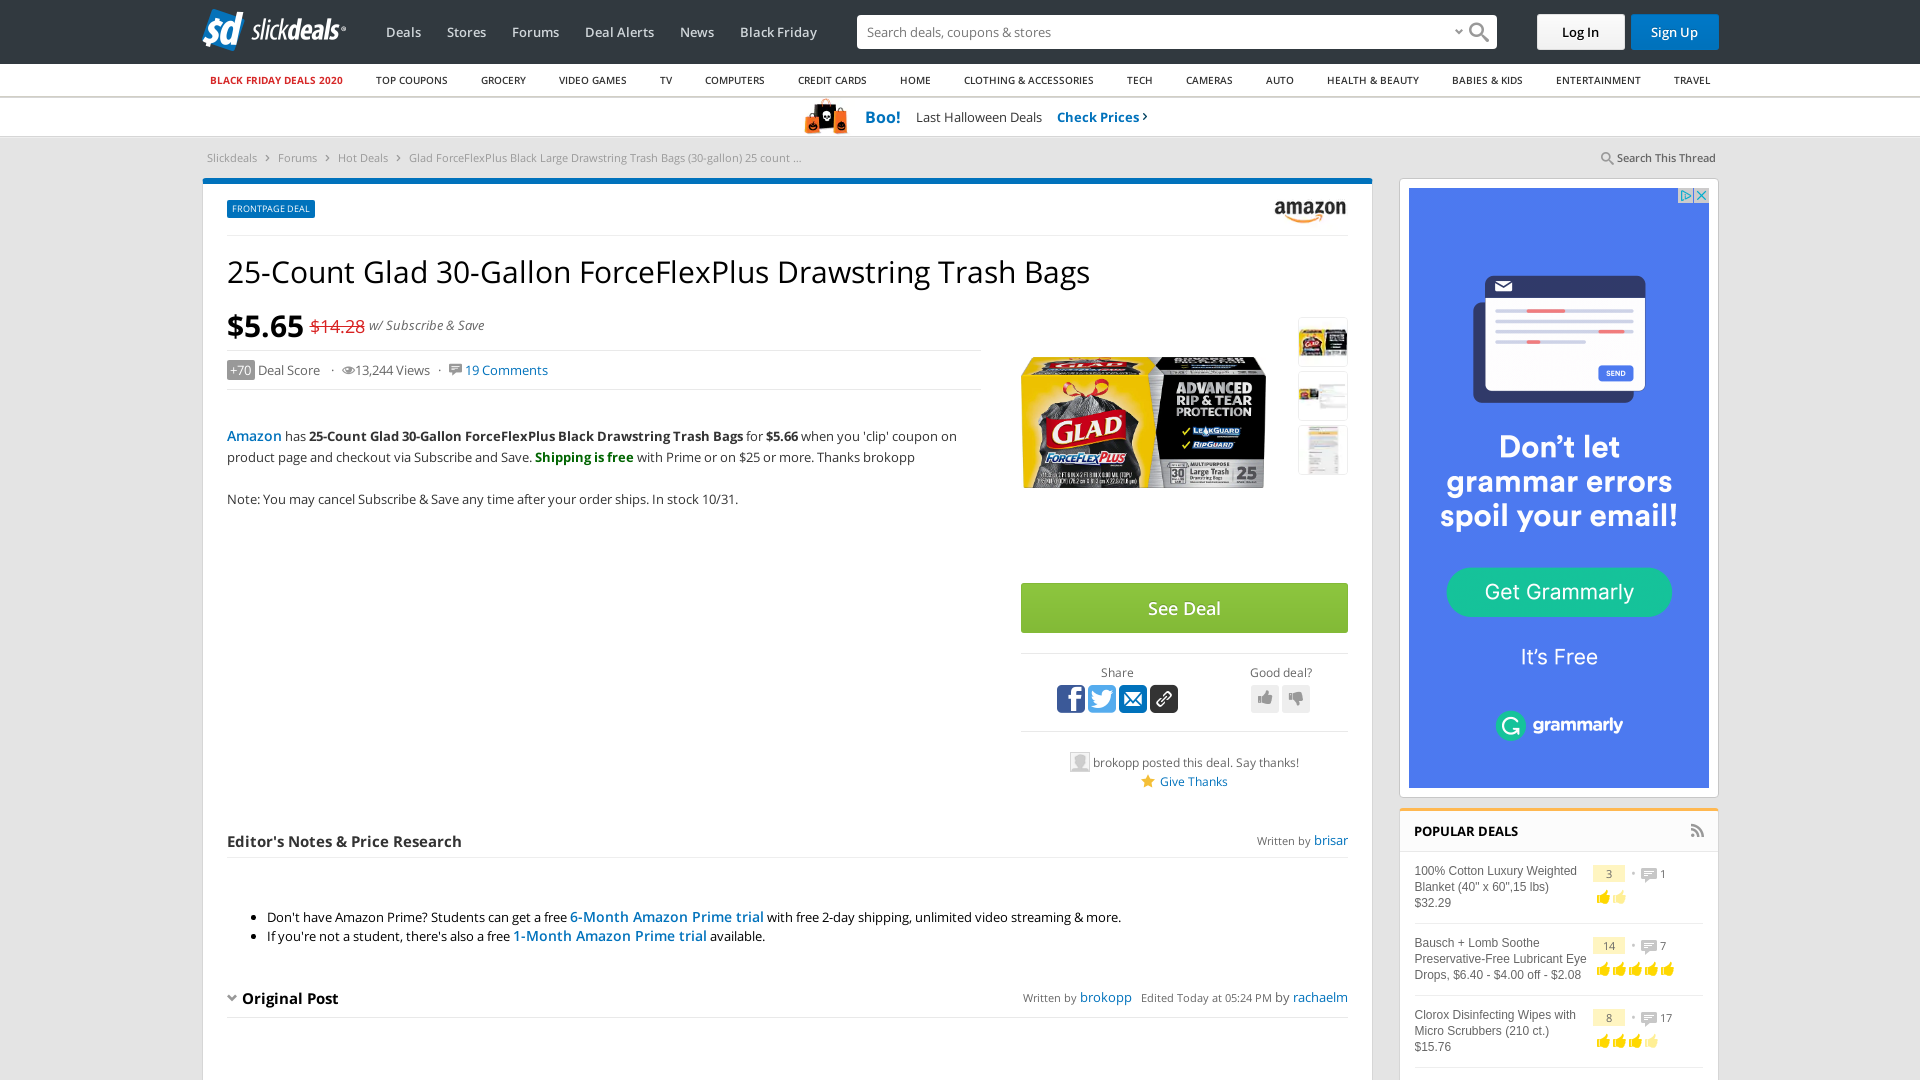 slickdeals
Deals
Stores
Forums
Deal Alerts
News
Black Friday
Search deals, coupons & stores
Log In
Sign Up
BLACK FRIDAY DEALS 2020
TOP COUPONS
GROCERY
VIDEO GAMES
TV
COMPUTERS
CREDIT CARDS
HOME
CLOTHING & ACCESSORIES
TECH
CAMERAS
AUTO
HEALTH & BEAUTY
BABIES & KIDS
ENTERTAINMENT
TRAVEL
Boo! Last Halloween Deals Check Prices
Slickdeals > Forums > Hot Deals > Glad ForceFlexPlus Black Large Drawstring Trash Bags (30-gallon) 25 count ...
Search This Thread
FRONTPAGE DEAL
amazon
25-Count Glad 30-Gallon ForceFlexPlus Drawstring Trash Bags
$5.65 $14.28 w/ Subscribe & Save
+70 Deal Score · 13,244 Views · 19 Comments
Amazon has 25-Count Glad 30-Gallon ForceFlexPlus Black Drawstring Trash Bags for $5.66 when you 'clip' coupon on
product page and checkout via Subscribe and Save. Shipping is free with Prime or on $25 or more. Thanks brokopp
Note: You may cancel Subscribe & Save any time after your order ships. In stock 10/31.
GLAD
FORCEFLEXPLUS
ADVANCED
RIP & TEAR
PROTECTION
LEAKGUARD
RIPGUARD
30
MULTIPURPOSE
Large Trash
Drawstring Bags
25
See Deal
Share
Good deal?
brokopp posted this deal. Say thanks!
Give Thanks
Editor's Notes & Price Research
Written by brisar
Don't have Amazon Prime? Students can get a free 6-Month Amazon Prime trial with free 2-day shipping, unlimited video streaming & more.
If you're not a student, there's also a free 1-Month Amazon Prime trial available.
Original Post
Written by brokopp Edited Today at 05:24 PM by rachaelm
SEND
Don't let
grammar errors
spoil your email!
Get Grammarly
It's Free
grammarly
POPULAR DEALS
100% Cotton Luxury Weighted
Blanket (40" x 60",15 lbs)
$32.29
3 • 1
Bausch + Lomb Soothe
Preservative-Free Lubricant Eye
Drops, $6.40 - $4.00 off - $2.08
14 • 7
Clorox Disinfecting Wipes with
Micro Scrubbers (210 ct.)
$15.76
8 • 17